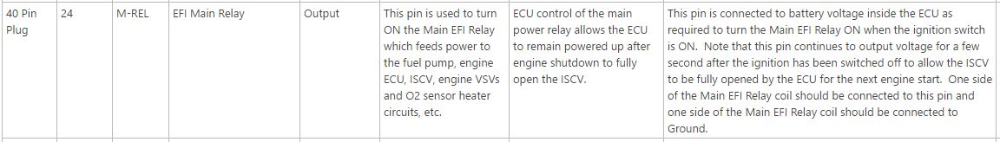 40 Pin
Plug
24
M-REL
EFI Main Relay
Output
This pin is used to turn
ON the Main EFI Relay
which feeds power to
the fuel pump, engine
ECU, ISCV, engine VSVs
and O2 sensor heater
circuits, etc.
ECU control of the main
power relay allows the ECU
to remain powered up after
engine shutdown to fully
open the ISCV.
This pin is connected to battery voltage inside the ECU as
required to turn the Main EFI Relay ON when the ignition switch
is ON.  Note that this pin continues to output voltage for a few
second after the ignition has been switched off to allow the ISCV
to be fully opened by the ECU for the next engine start.  One side
of the Main EFI Relay coil should be connected to this pin and
one side of the Main EFI Relay coil should be connected to
Ground.